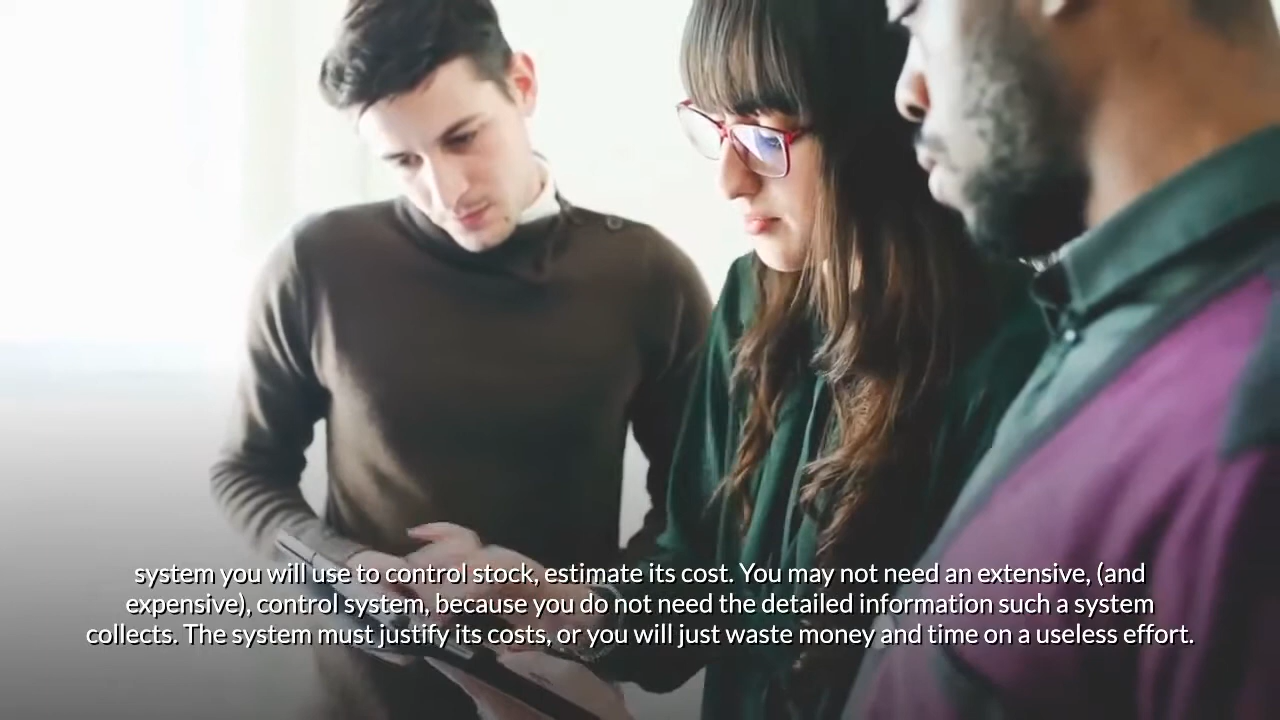 system you will use to control stock, estimate its cost. You may not need an extensive, (and
expensive), control system, because you do not need the detailed information such a system
collects. The system must justify its costs, or you will just waste money and time on a useless effort.